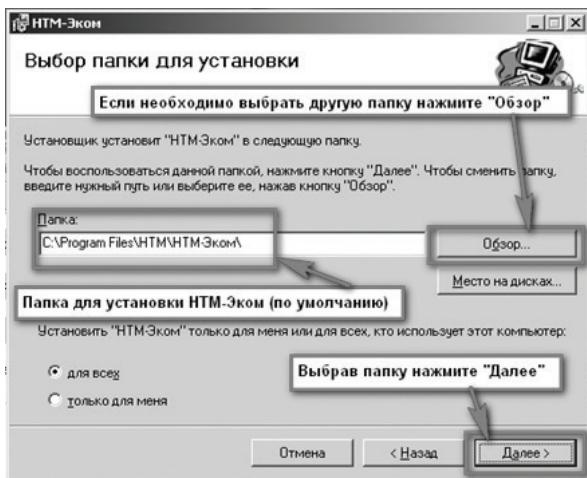 НТМ-Эком
Выбор папки для установки
Если необходимо выбрать другую папку нажмите "Обзор"
Установщик установит "НТМ-Эком" в следующую папку.
Чтобы воспользоваться данной папкой, нажмите кнопку "Далее". Чтобы сменить папку,
введите нужный путь или выберите ее, нажав кнопку "Обзор".
Папка:
C:\Program Files\НТМ\НТМ-Эком\
Обзор...
Место на дисках...
Папка для установки НТМ-Эком (по умолчанию)
Установить "НТМ-Эком" только для меня или для всех, кто использует этот компьютер:
для всех
только для меня
Выбрав папку нажмите "Далее"
Отмена
< Назад
Далее >